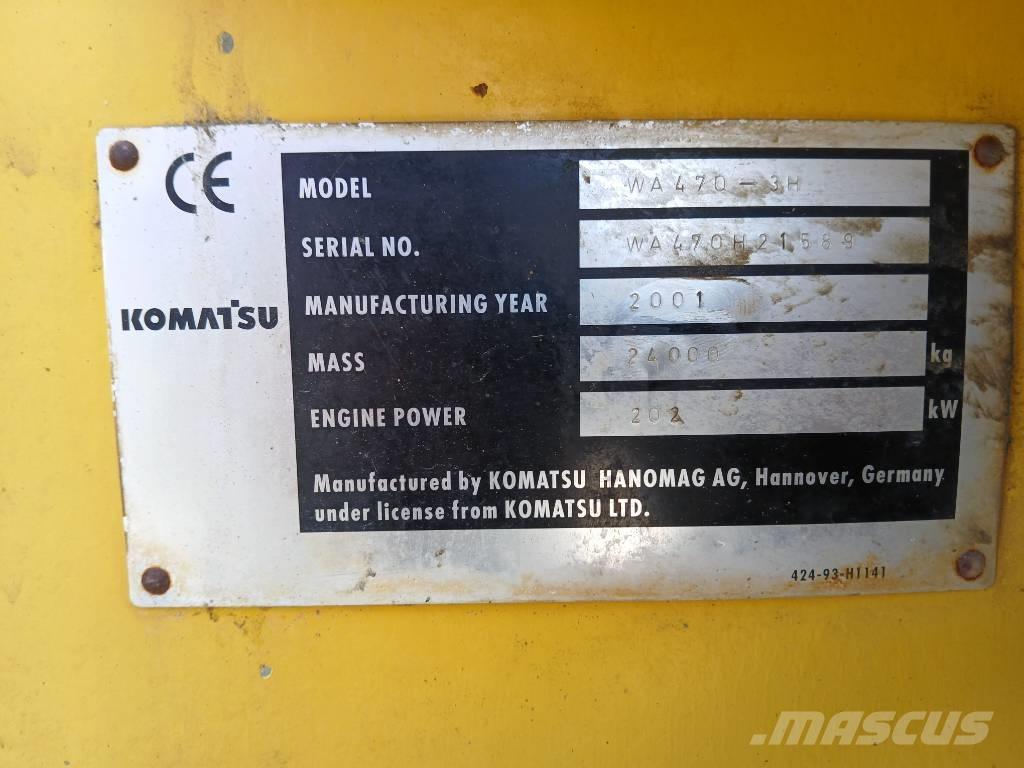 CE
MODEL WA470-3H
SERIAL NO. WA470H21589
MANUFACTURING YEAR 2001
KOMATSU
MASS 24000 kg
ENGINE POWER 202 kW
Manufactured by KOMATSU HANOMAG AG, Hannover, Germany
under license from KOMATSU LTD.
424-93-H1141
MASCUS